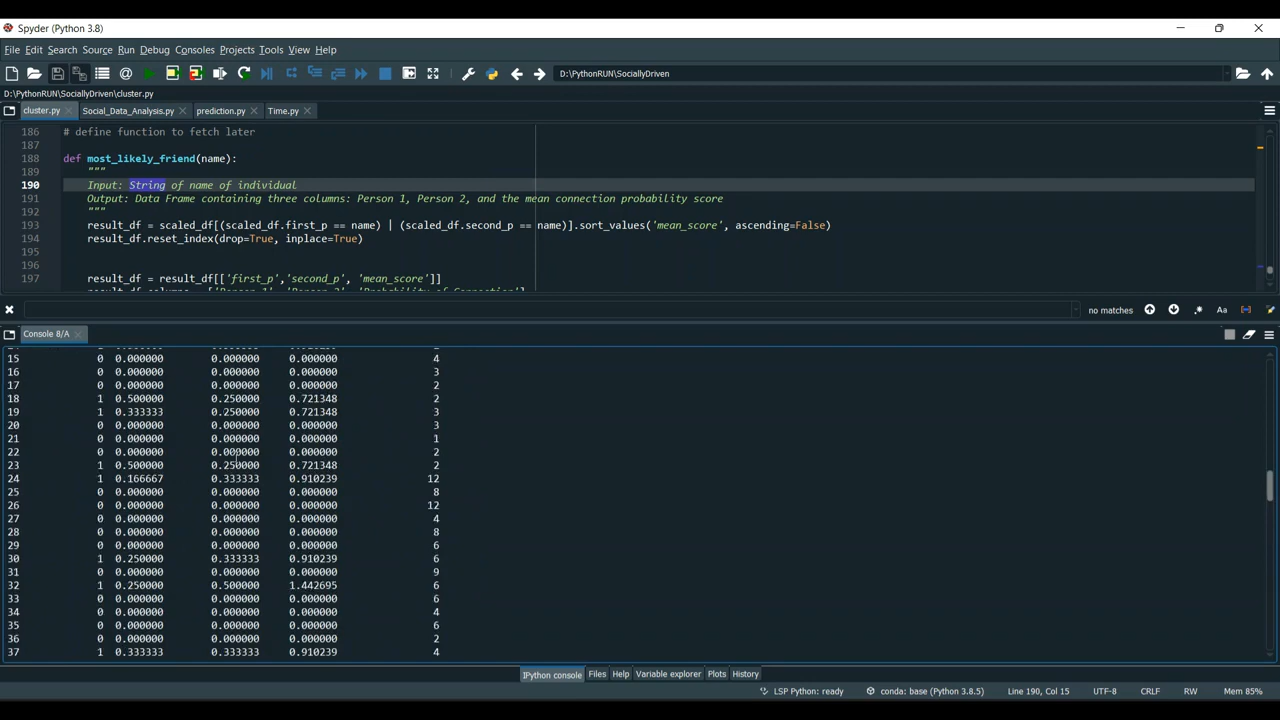 Spyder (Python 3.8)
File Edit Search Source Run Debug Consoles Projects Tools View Help
D:\PythonRUN\SociallyDriven
D:\PythonRUN\SociallyDriven\cluster.py
cluster.py Social_Data_Analysis.py prediction.py Time.py
186 # define function to fetch later
187
188 def most_likely_friend(name):
189 """
190 Input: String of name of individual
191 Output: Data Frame containing three columns: Person 1, Person 2, and the mean connection probability score
192 """
193 result_df = scaled_df[(scaled_df.first_p == name) | (scaled_df.second_p == name)].sort_values('mean_score', ascending=False)
194 result_df.reset_index(drop=True, inplace=True)
195
196
197 result_df = result_df[['first_p','second_p', 'mean_score']]
result_df.columns = ['Person 1','Person 2','Probability of Connection']
no matches Aa
Console 8/A
15 0 0.000000 0.000000 0.000000 4
16 0 0.000000 0.000000 0.000000 3
17 0 0.000000 0.000000 0.000000 2
18 1 0.500000 0.250000 0.721348 2
19 1 0.333333 0.250000 0.721348 3
20 0 0.000000 0.000000 0.000000 3
21 0 0.000000 0.000000 0.000000 1
22 0 0.000000 0.000000 0.000000 2
23 1 0.500000 0.250000 0.721348 2
24 1 0.166667 0.333333 0.910239 12
25 0 0.000000 0.000000 0.000000 8
26 0 0.000000 0.000000 0.000000 12
27 0 0.000000 0.000000 0.000000 4
28 0 0.000000 0.000000 0.000000 8
29 0 0.000000 0.000000 0.000000 6
30 1 0.250000 0.333333 0.910239 6
31 0 0.000000 0.000000 0.000000 9
32 1 0.250000 0.500000 1.442695 6
33 0 0.000000 0.000000 0.000000 6
34 0 0.000000 0.000000 0.000000 4
35 0 0.000000 0.000000 0.000000 6
36 0 0.000000 0.000000 0.000000 2
37 1 0.333333 0.333333 0.910239 4
IPython console Files Help Variable explorer Plots History
LSP Python: ready conda: base (Python 3.8.5) Line 190, Col 15 UTF-8 CRLF RW Mem 85%